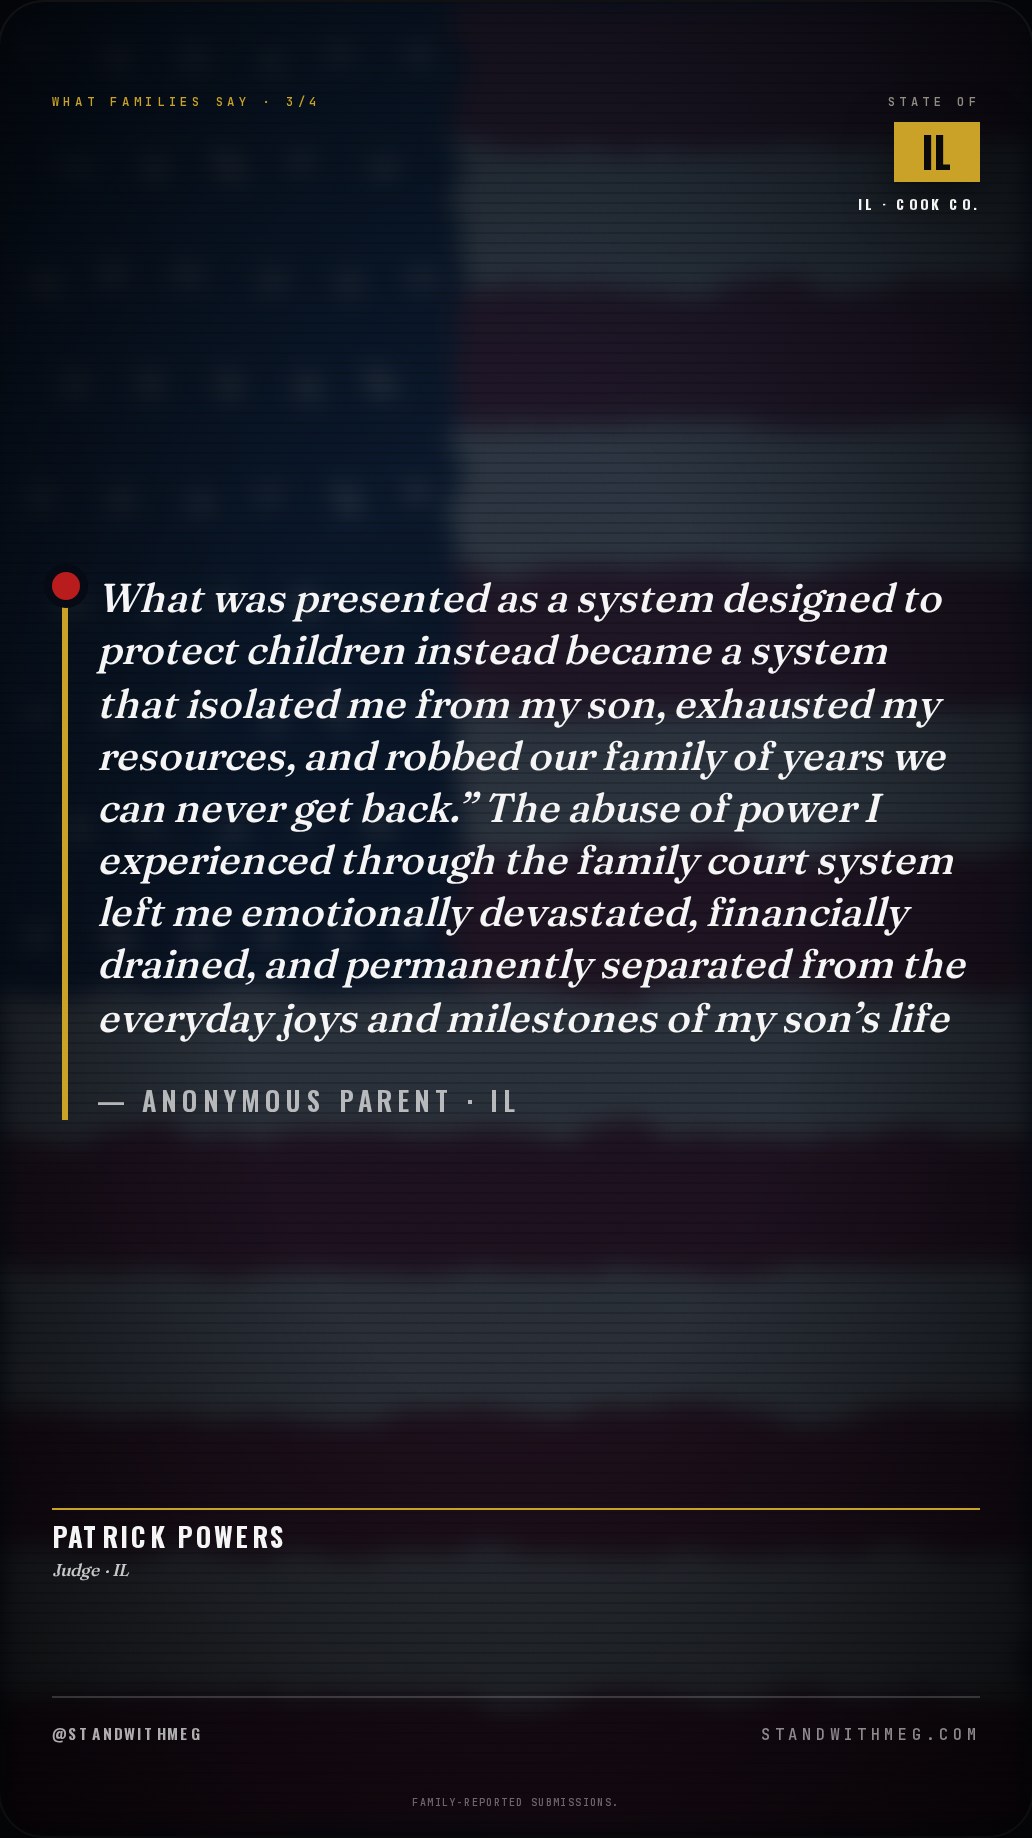 WHAT FAMILIES SAY · 3/4
STATE OF
IL
IL · COOK CO.
What was presented as a system designed to
protect children instead became a system
that isolated me from my son, exhausted my
resources, and robbed our family of years we
can never get back.” The abuse of power I
experienced through the family court system
left me emotionally devastated, financially
drained, and permanently separated from the
everyday joys and milestones of my son’s life
— ANONYMOUS PARENT · IL
PATRICK POWERS
Judge · IL
@STANDWITHMEG
STANDWITHMEG.COM
FAMILY-REPORTED SUBMISSIONS.